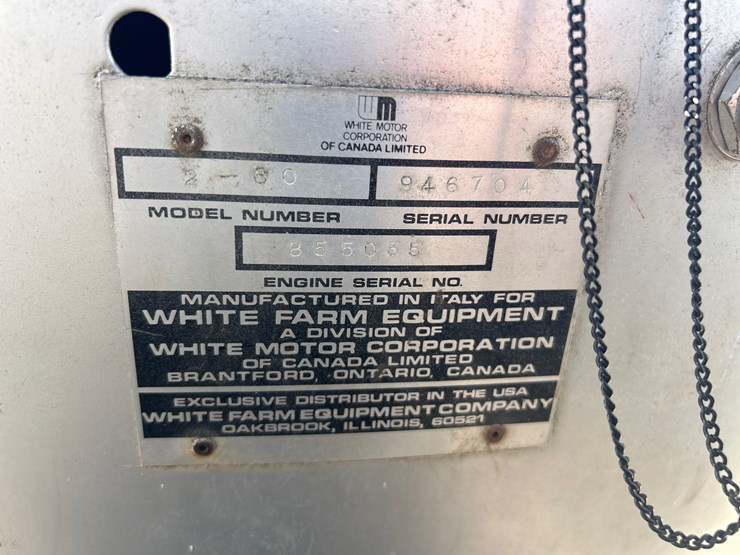 WM
WHITE MOTOR
CORPORATION
OF CANADA LIMITED
2-60 946704
MODEL NUMBER SERIAL NUMBER
855035
ENGINE SERIAL NO.
MANUFACTURED IN ITALY FOR
WHITE FARM EQUIPMENT
A DIVISION OF
WHITE MOTOR CORPORATION
OF CANADA LIMITED
BRANTFORD, ONTARIO, CANADA
EXCLUSIVE DISTRIBUTOR IN THE USA
WHITE FARM EQUIPMENT COMPANY
OAKBROOK, ILLINOIS, 60521